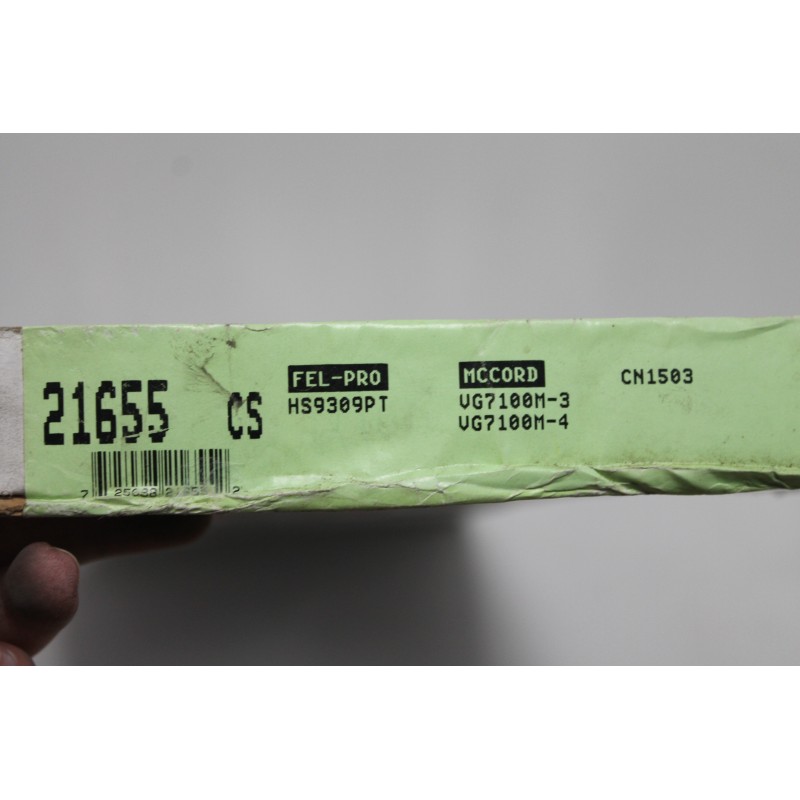 21655 CS
FEL-PRO
HS9309PT
MCCORD
VG7100M-3
VG7100M-4
CN1503